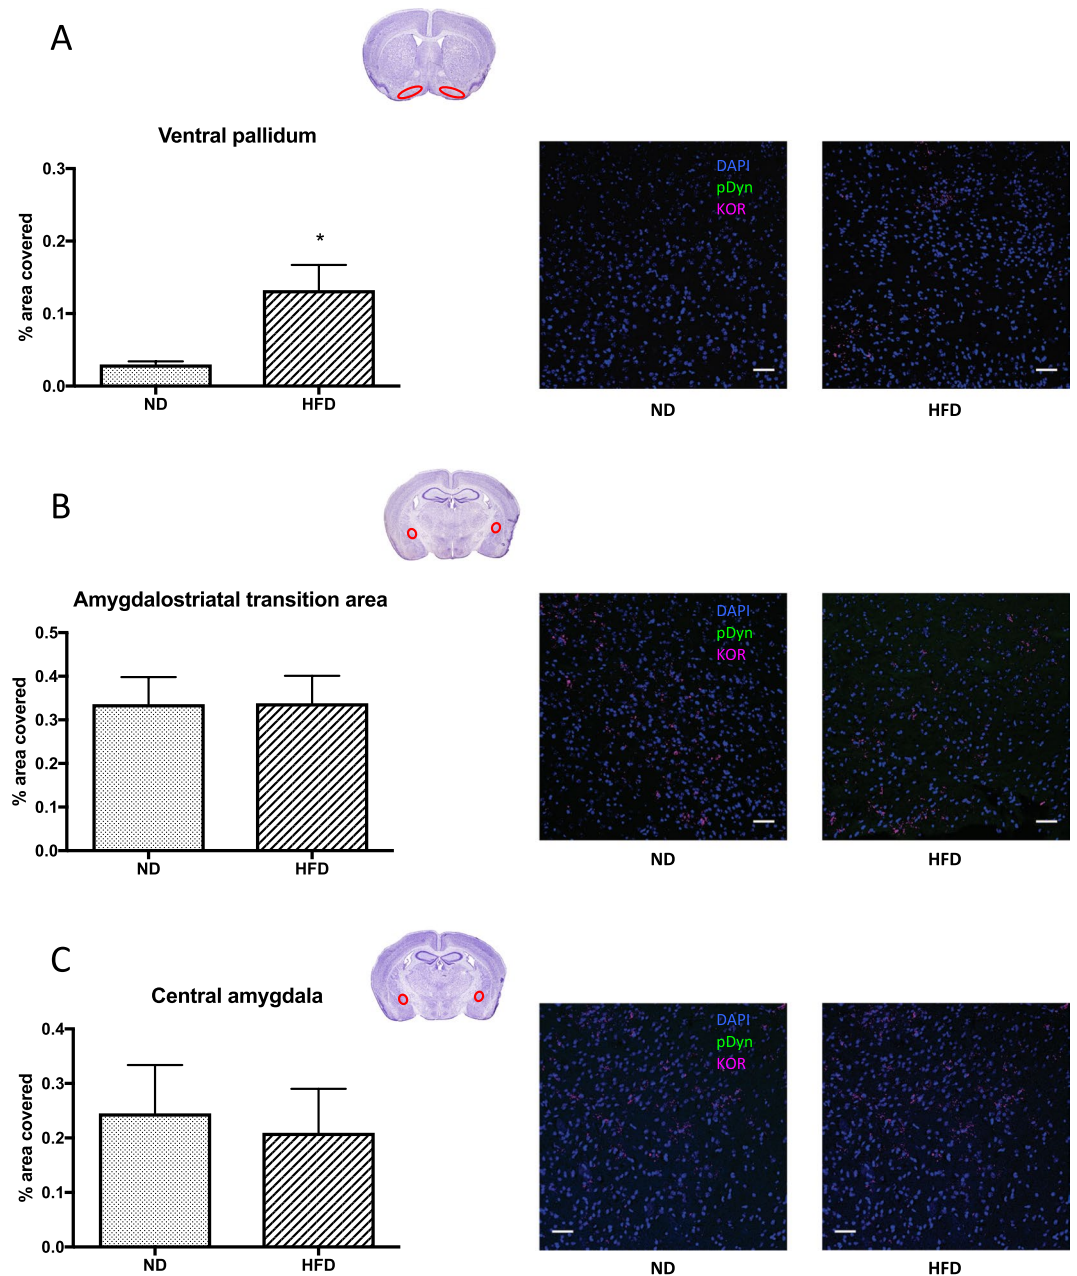 A
Ventral pallidum
% area covered
0.3
0.2
0.1
0.0
*
ND
HFD
DAPI
pDyn
KOR
ND
HFD
B
Amygdalostriatal transition area
% area covered
0.5
0.4
0.3
0.2
0.1
0.0
ND
HFD
DAPI
pDyn
KOR
ND
HFD
C
Central amygdala
% area covered
0.4
0.3
0.2
0.1
0.0
ND
HFD
DAPI
pDyn
KOR
ND
HFD